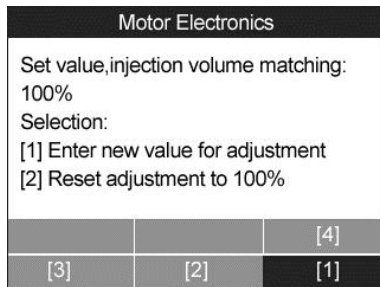 Motor Electronics
Set value,injection volume matching:
100%
Selection:
[1] Enter new value for adjustment
[2] Reset adjustment to 100%
[4]
[3] [2] [1]